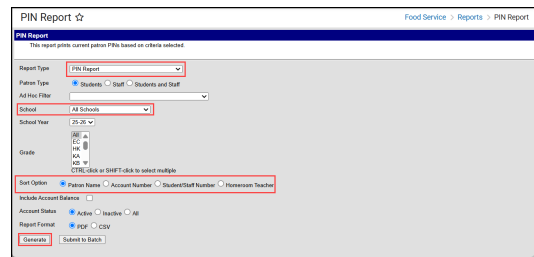 PIN Report ☆
Food Service > Reports > PIN Report
PIN Report
This report prints current patron PINs based on criteria selected.
Report Type PIN Report
Patron Type Students Staff Students and Staff
Ad Hoc Filter
School All Schools
School Year 25-26
All
EC
HK
Grade KA
KB
CTRL-click or SHIFT-click to select multiple
Sort Option Patron Name Account Number Student/Staff Number Homeroom Teacher
Include Account Balance
Account Status Active Inactive All
Report Format PDF CSV
Generate Submit to Batch